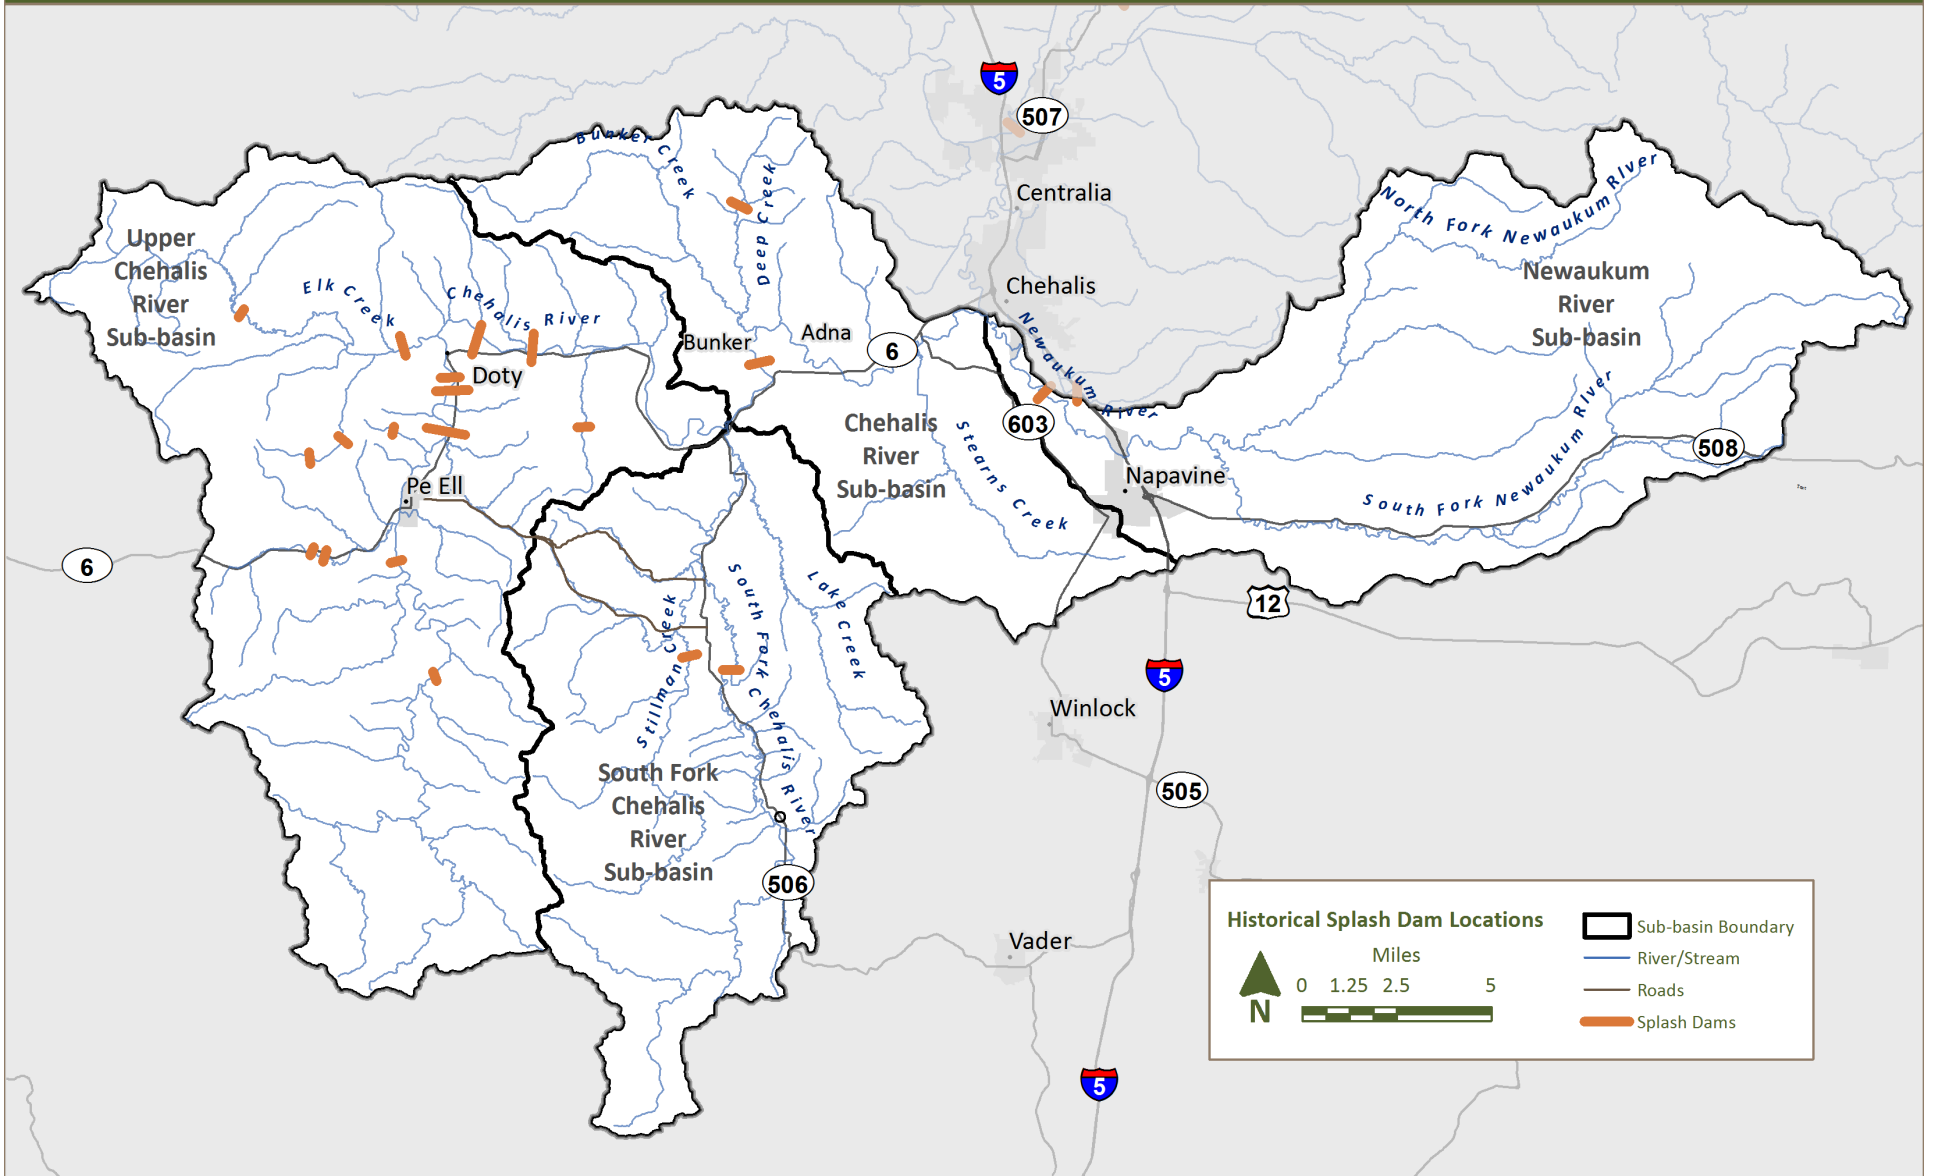 5
507
Bunker Creek
Centralia
North Fork Newaukum RIver
Deep Creek
Upper
Chehalis
River
Sub-basin
Elk Creek
Chehalis River
Chehalis
Newaukum
River
Sub-basin
Newaukum River
Bunker
Adna
6
Doty
603
Chehalis
River
Sub-basin
Stearns Creek
508
Pe Ell
Napavine
South Fork Newaukum RIver
6
12
South Fork Chehalis River
Lake Creek
Stillman Creek
5
Winlock
South Fork
Chehalis
River
Sub-basin
505
506
Vader
5
Historical Splash Dam Locations
Miles
0 1.25 2.5 5
N
Sub-basin Boundary
River/Stream
Roads
Splash Dams